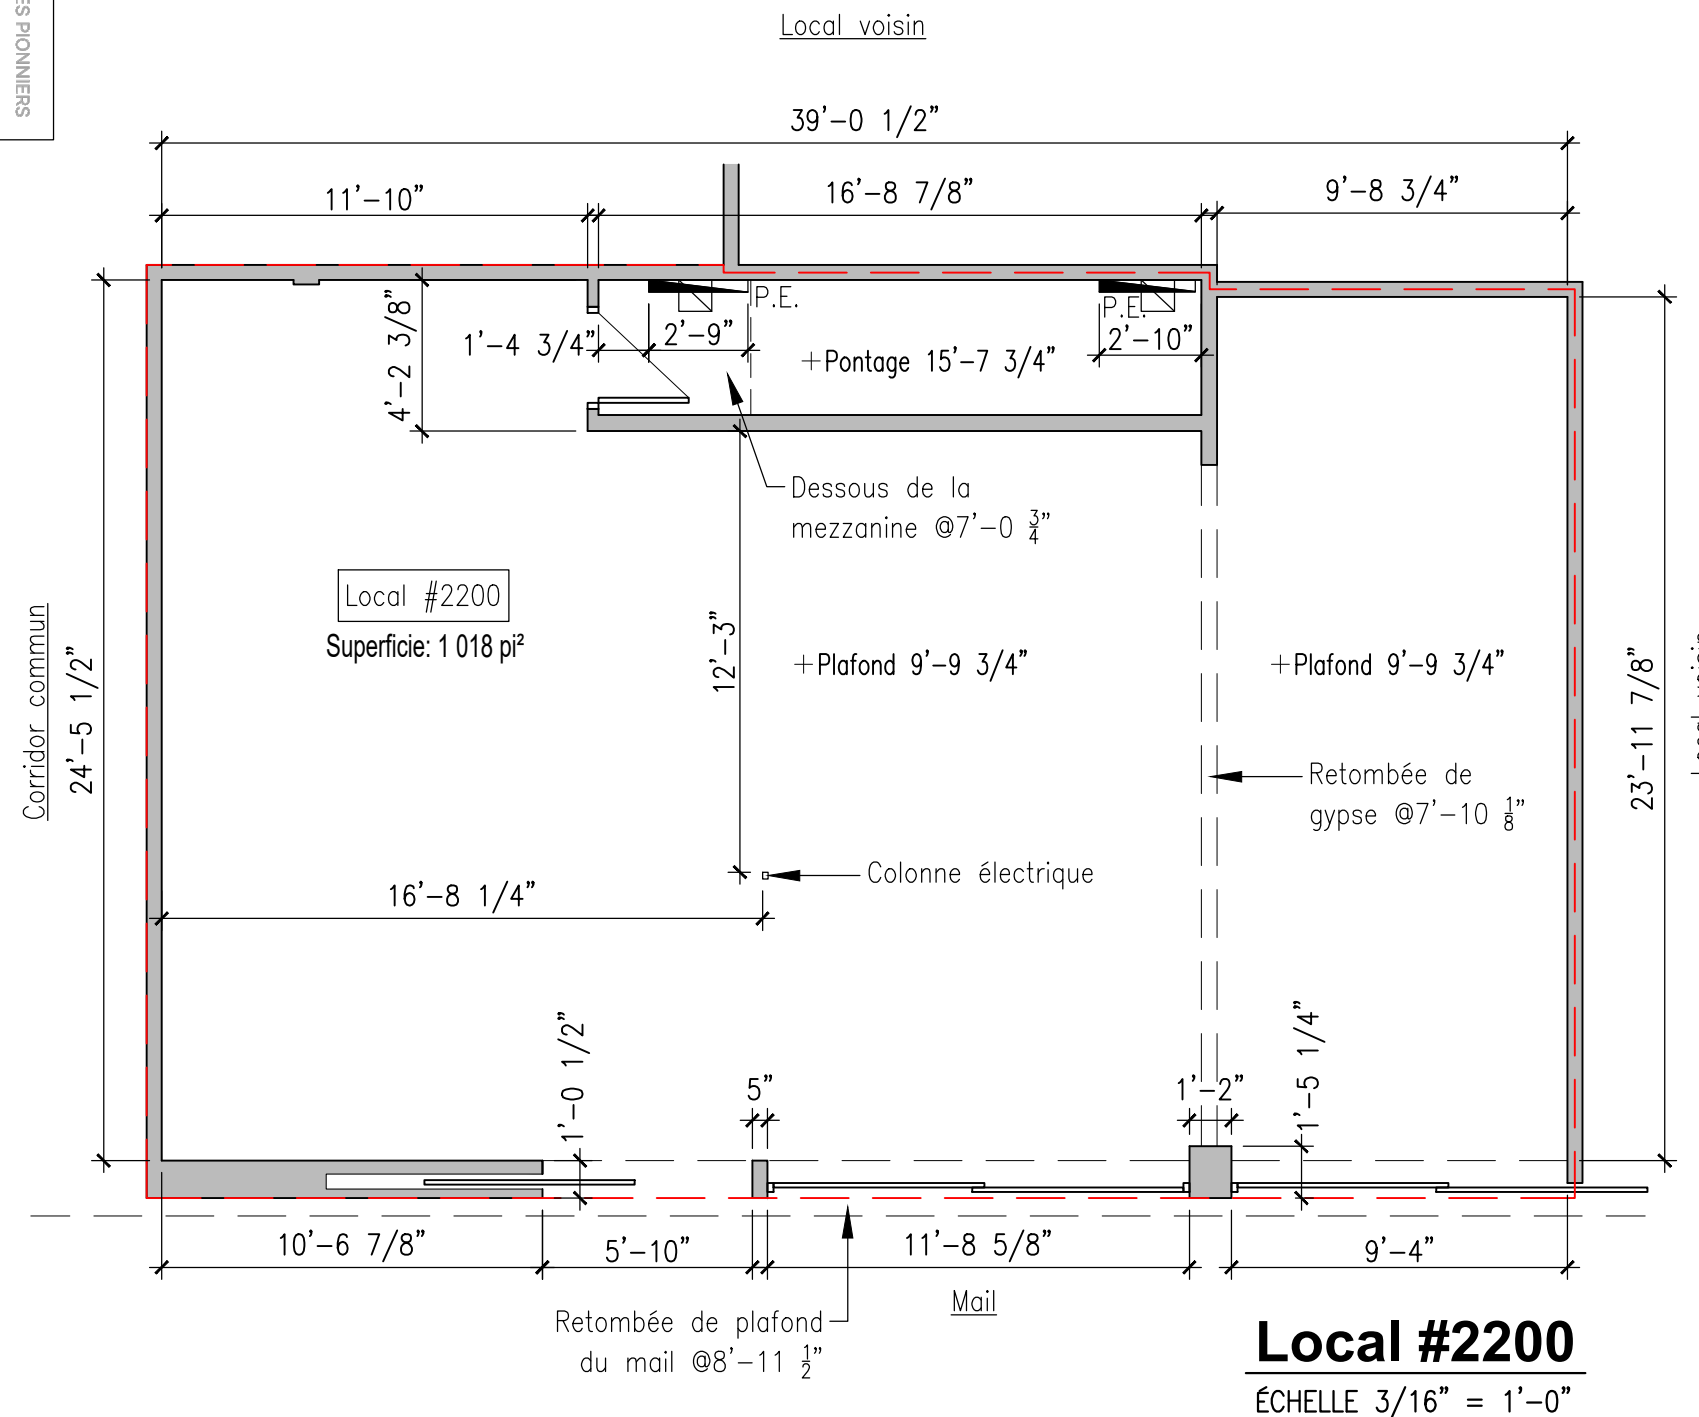 ES PIONNIERS
Local voisin
39'-0 1/2"
11'-10"
16'-8 7/8"
9'-8 3/4"
P.E.
P.E.
1'-4 3/4"
2'-9"
2'-10"
4'-2 3/8"
+Pontage 15'-7 3/4"
Dessous de la
mezzanine @7'-0 3/4"
Local #2200
Superficie: 1 018 pi²
Corridor commun
24'-5 1/2"
12'-3"
+Plafond 9'-9 3/4"
+Plafond 9'-9 3/4"
23'-11 7/8"
Local voisin
Retombée de
gypse @7'-10 1/8"
Colonne électrique
16'-8 1/4"
1'-0 1/2"
5"
1'-2"
1'-5 1/4"
10'-6 7/8"
5'-10"
11'-8 5/8"
9'-4"
Mail
Retombée de plafond
du mail @8'-11 1/2"
Local #2200
ÉCHELLE 3/16" = 1'-0"